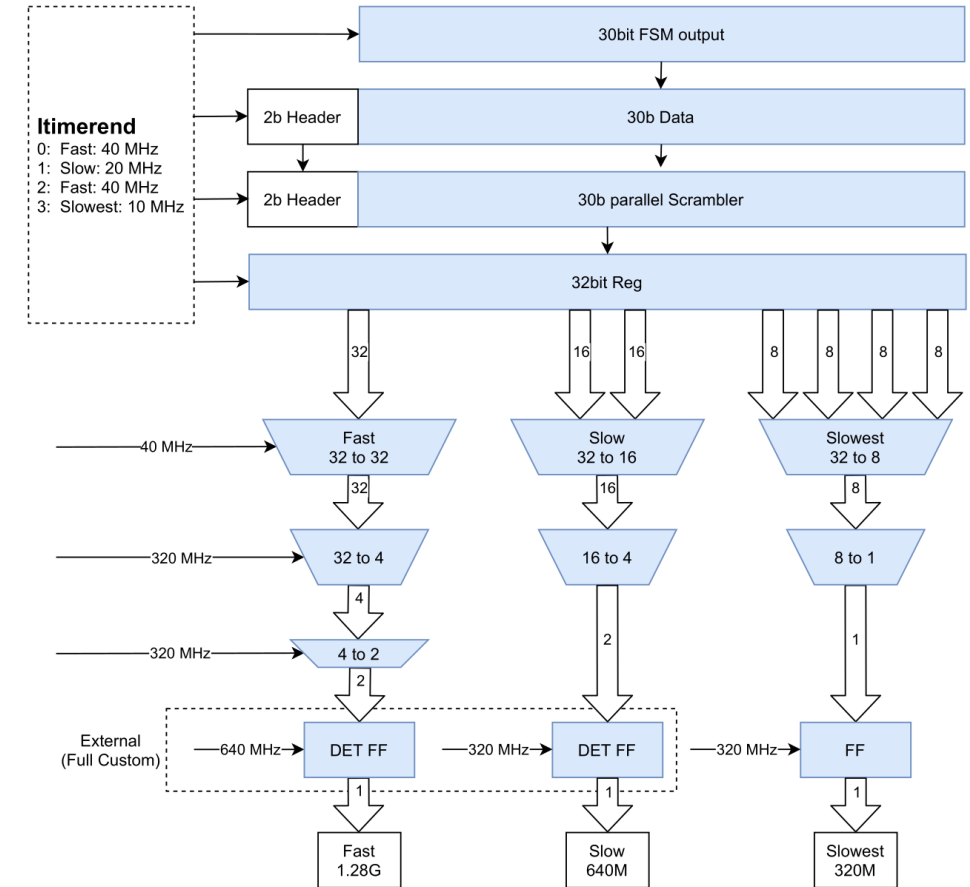 30bit FSM output
2b Header
30b Data
Itimerend
0: Fast: 40 MHz
1: Slow: 20 MHz
2: Fast: 40 MHz
3: Slowest: 10 MHz
2b Header
30b parallel Scrambler
32bit Reg
32
16
16
8
8
8
8
40 MHz
Fast
32 to 32
Slow
32 to 16
Slowest
32 to 8
32
16
8
320 MHz
32 to 4
16 to 4
8 to 1
4
320 MHz
4 to 2
2
1
2
External
(Full Custom)
640 MHz
DET FF
320 MHz
DET FF
320 MHz
FF
1
1
1
Fast
1.28G
Slow
640M
Slowest
320M